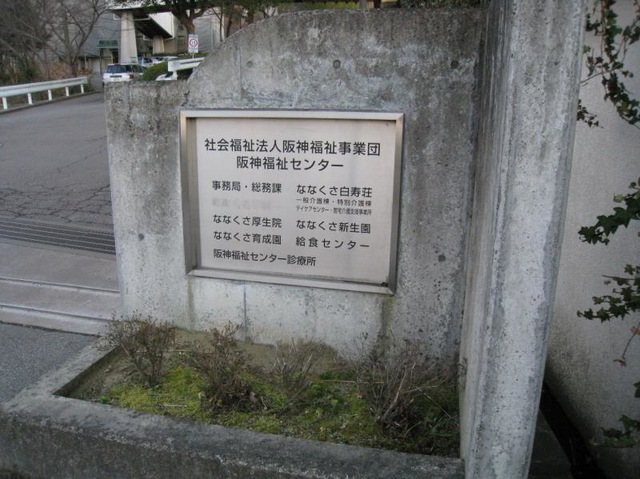 社会福祉法人阪神福祉事業団
阪神福祉センター
事務局・総務課
ななくさ白寿荘
一般介護棟・特別介護棟
ななくさ厚生院
ななくさ新生園
ななくさ育成園
給食センター
阪神福祉センター診療所